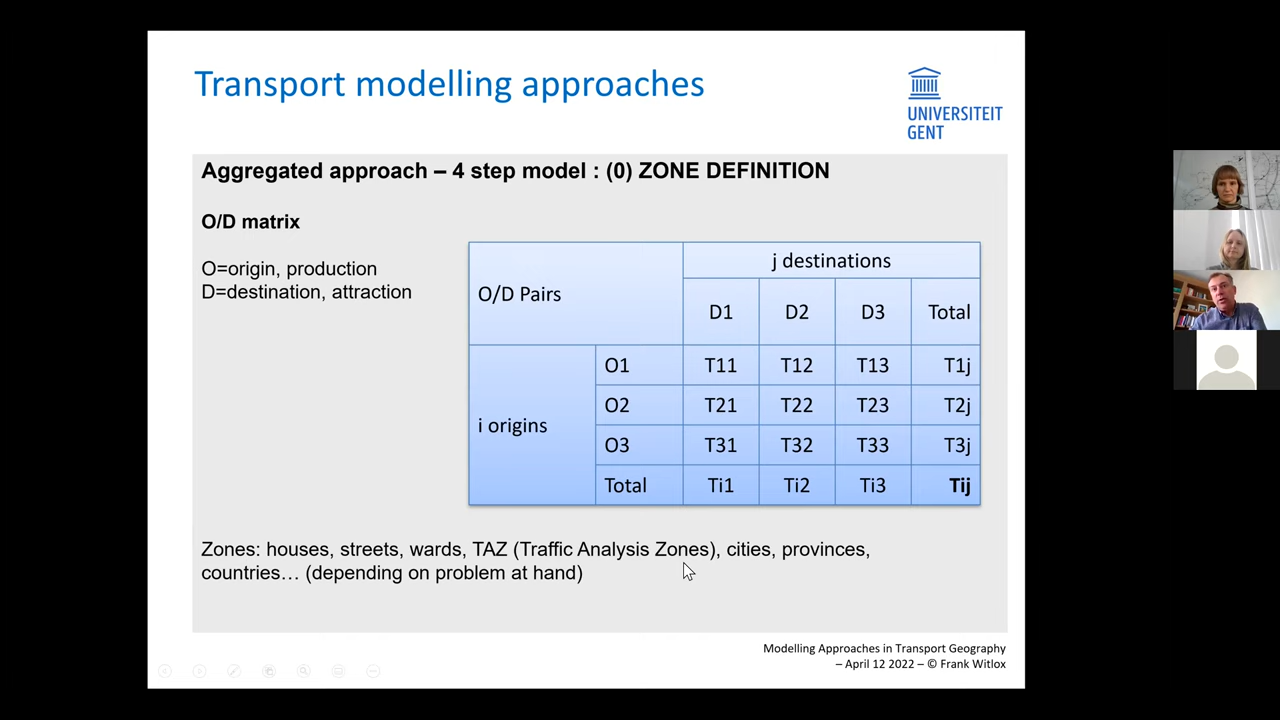 Transport modelling approaches
UNIVERSITEIT
GENT
Aggregated approach – 4 step model : (0) ZONE DEFINITION
O/D matrix
O=origin, production
D=destination, attraction
O/D Pairs
j destinations
D1 D2 D3 Total
i origins
O1 T11 T12 T13 T1j
O2 T21 T22 T23 T2j
O3 T31 T32 T33 T3j
Total Ti1 Ti2 Ti3 Tij
Zones: houses, streets, wards, TAZ (Traffic Analysis Zones), cities, provinces,
countries… (depending on problem at hand)
Modelling Approaches in Transport Geography
– April 12 2022 – © Frank Witlox